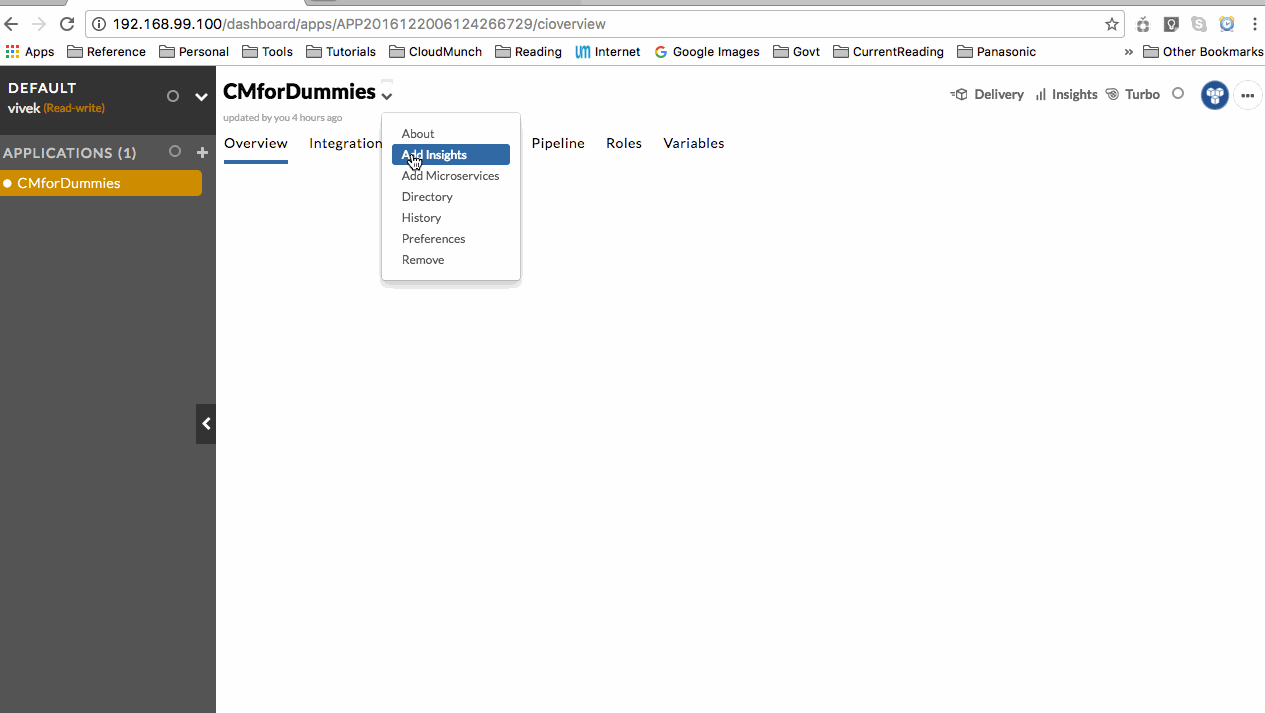 192.168.99.100/dashboard/apps/APP2016122006124266729/cioverview
Apps Reference Personal Tools Tutorials CloudMunch Reading Internet Google Images Govt CurrentReading Panasonic » Other Bookmarks
DEFAULT
vivek (Read-write)
APPLICATIONS (1) +
CMforDummies
CMforDummies
updated by you 4 hours ago
Delivery Insights Turbo
Overview Integration Pipeline Roles Variables
About
Add Insights
Add Microservices
Directory
History
Preferences
Remove